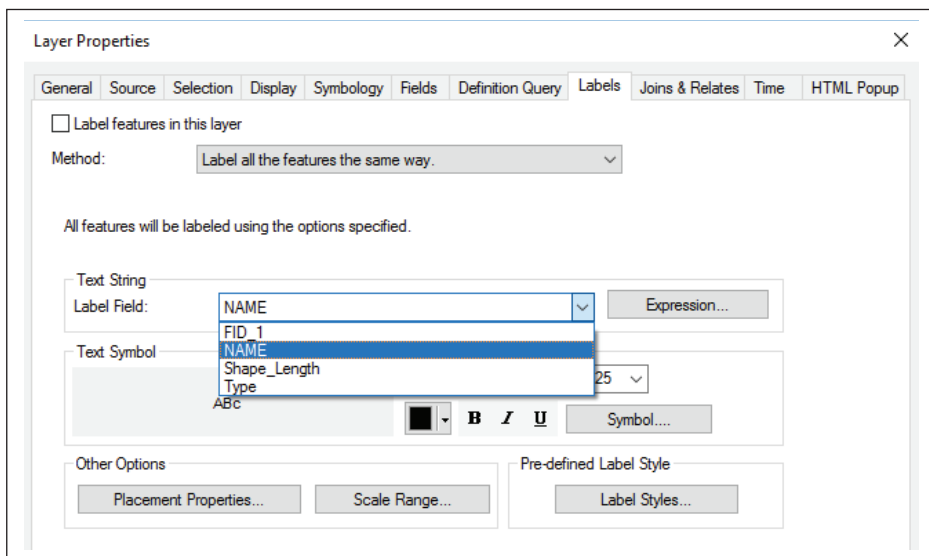 Layer Properties
General Source Selection Display Symbology Fields Definition Query Labels Joins & Relates Time HTML Popup
Label features in this layer
Method: Label all the features the same way.
All features will be labeled using the options specified.
Text String
Label Field: NAME Expression...
FID_1
NAME
Shape_Length
Type
Text Symbol
25
ABc
B I U Symbol....
Other Options
Placement Properties... Scale Range...
Pre-defined Label Style
Label Styles...